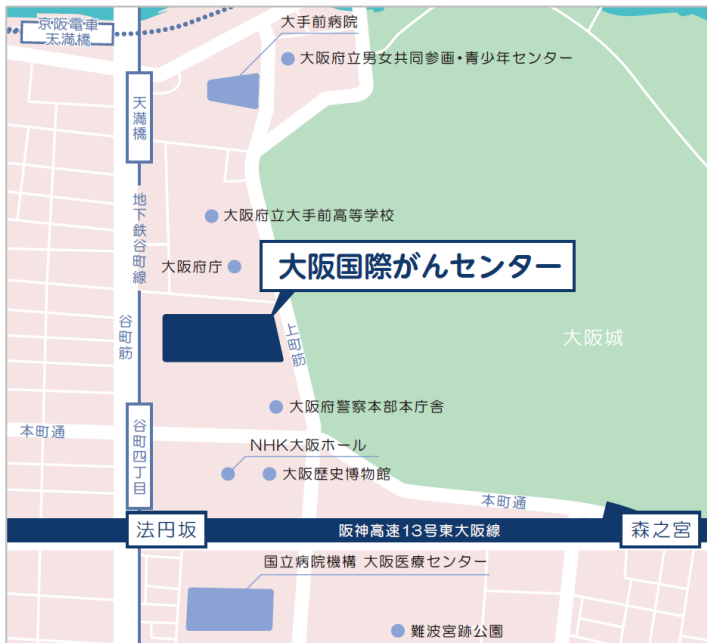 京阪電車
天満橋
大手前病院
大阪府立男女共同参画・青少年センター
天満橋
地下鉄谷町線
大阪府立大手前高等学校
大阪府庁
大阪国際がんセンター
谷町筋
上町筋
大阪城
大阪府警察本部本庁舎
本町通
谷町四丁目
NHK大阪ホール
大阪歴史博物館
本町通
法円坂
阪神高速13号東大阪線
森之宮
国立病院機構 大阪医療センター
難波宮跡公園